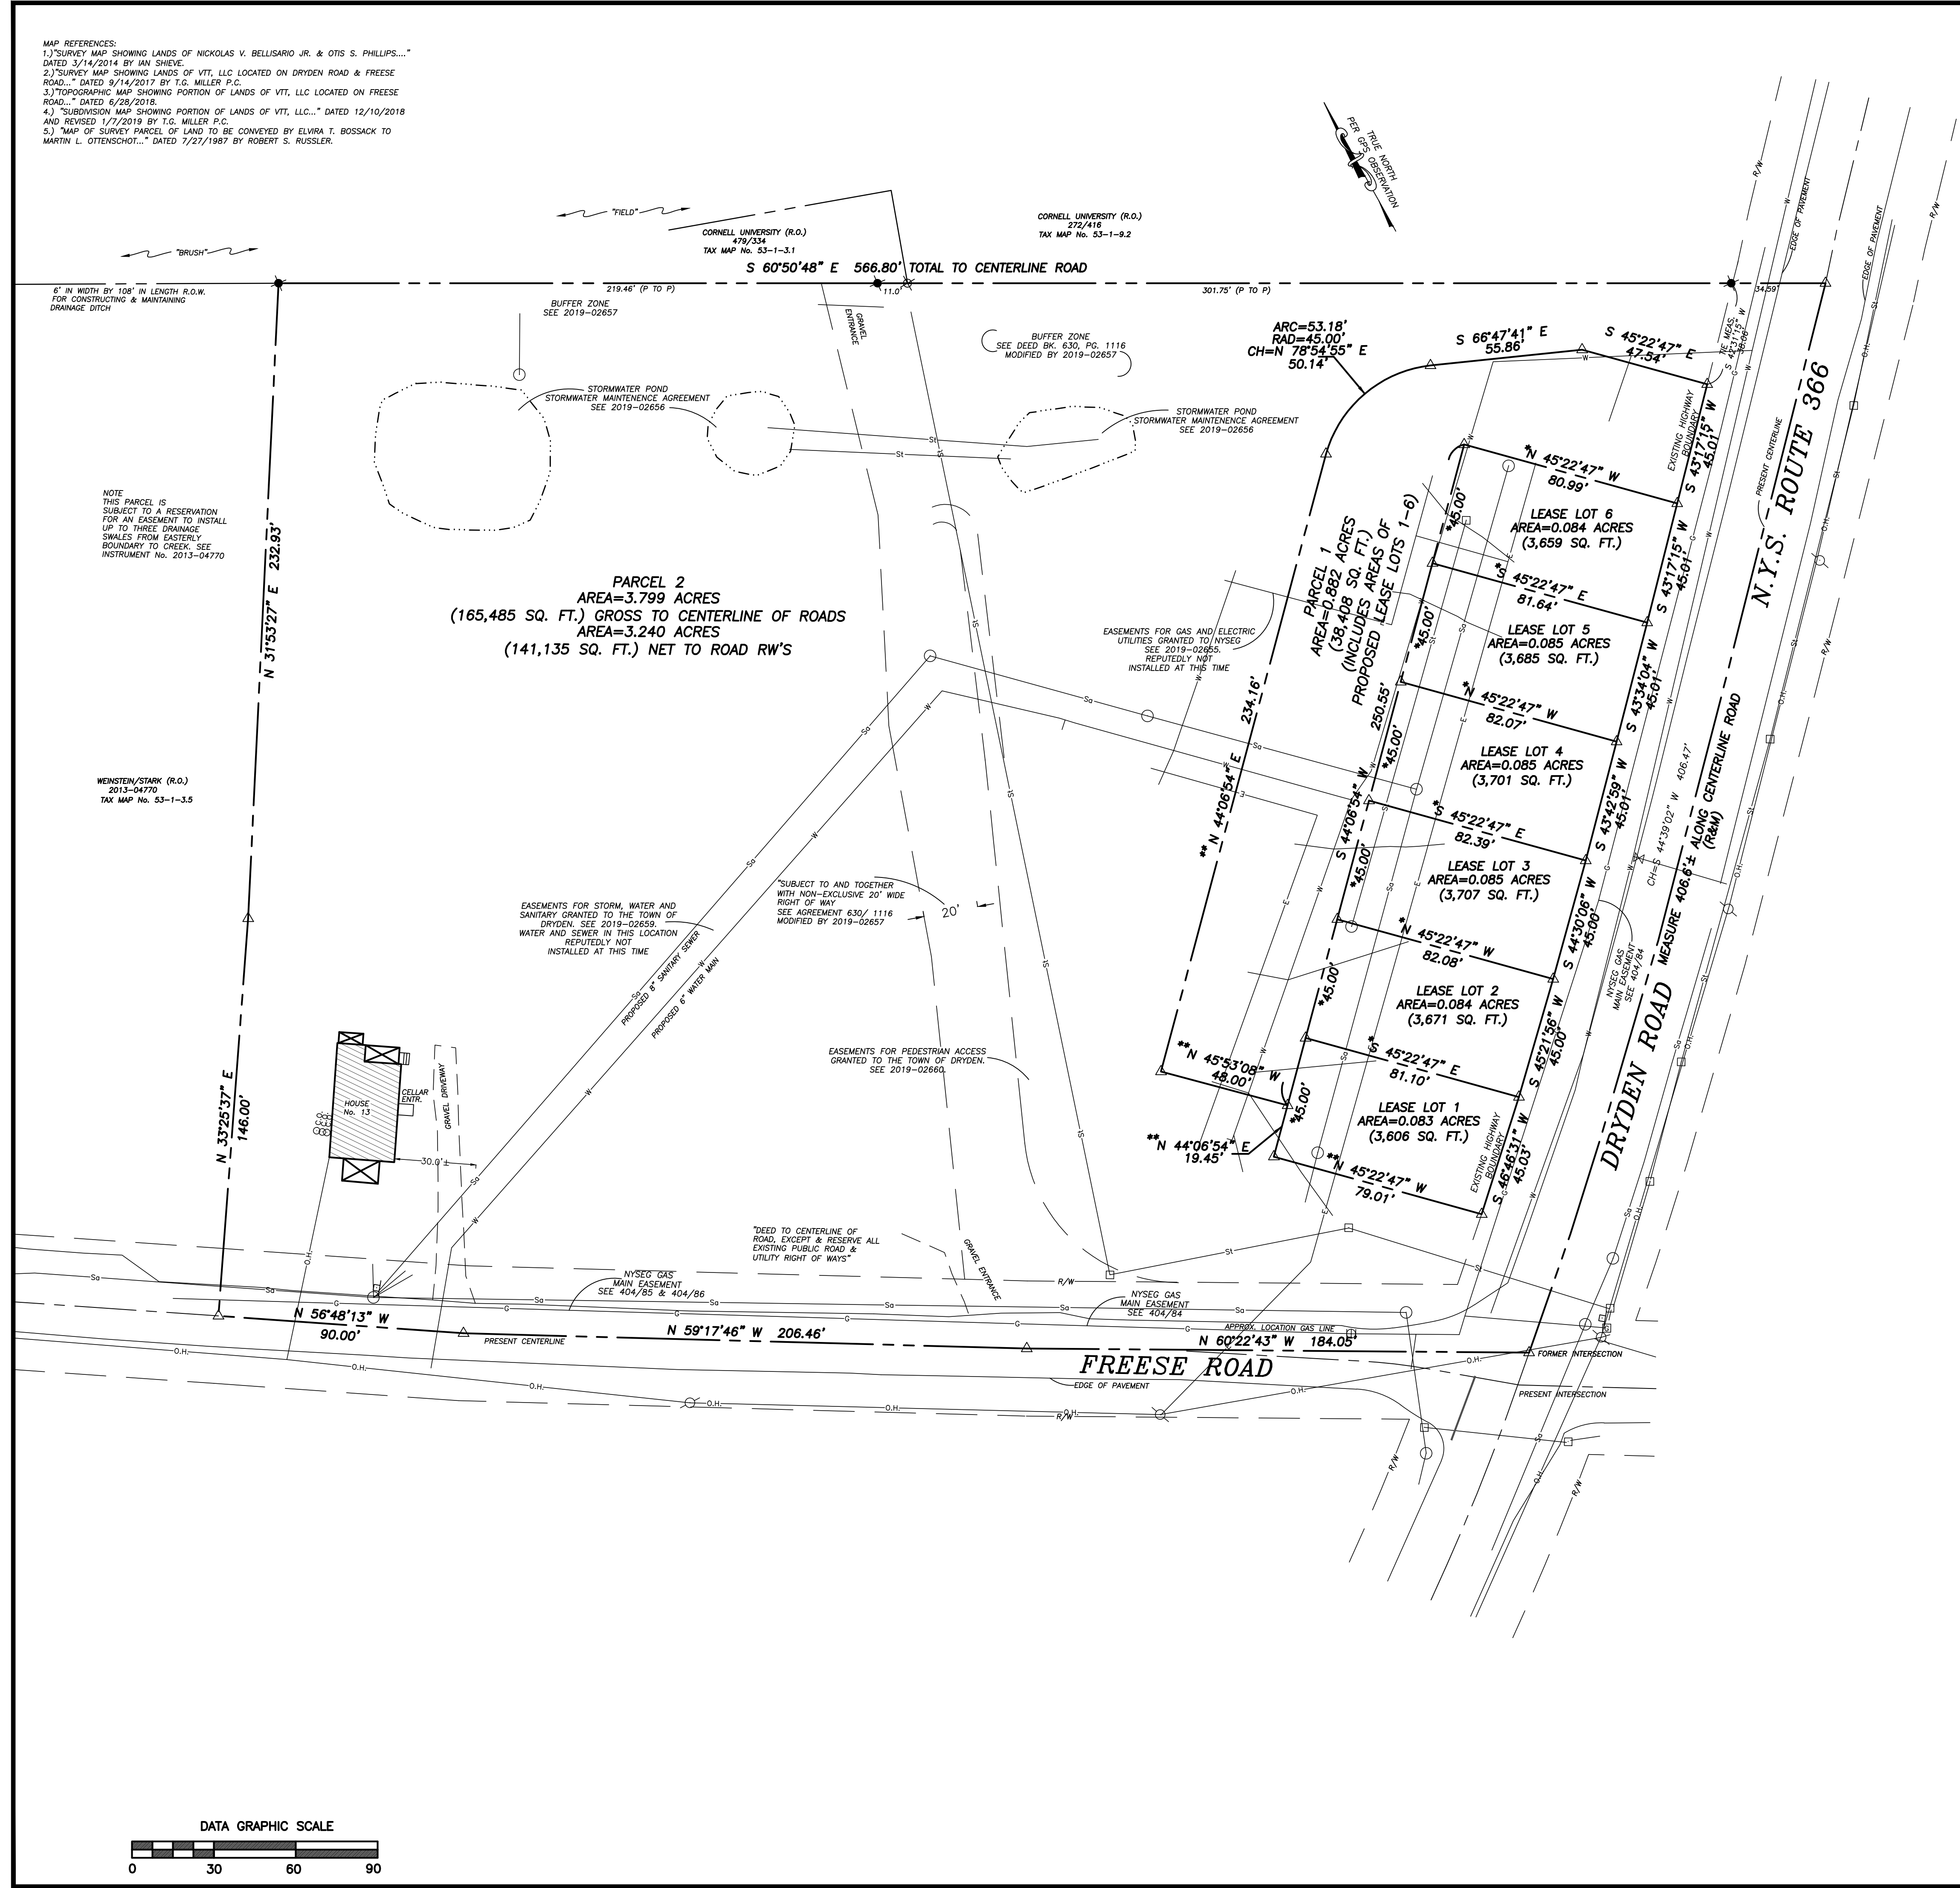 MAP REFERENCES:
1.)"SURVEY MAP SHOWING LANDS OF NICKOLAS V. BELLISARIO JR. & OTIS S. PHILLIPS...."
DATED 3/14/2014 BY IAN SHIEVE.
2.)"SURVEY MAP SHOWING LANDS OF VTT, LLC LOCATED ON DRYDEN ROAD & FREESE
ROAD..." DATED 9/14/2017 BY T.G. MILLER P.C.
3.)"TOPOGRAPHIC MAP SHOWING PORTION OF LANDS OF VTT, LLC LOCATED ON FREESE
ROAD..." DATED 6/28/2018.
4.) "SUBDIVISION MAP SHOWING PORTION OF LANDS OF VTT, LLC..." DATED 12/10/2018
AND REVISED 1/7/2019 BY T.G. MILLER P.C.
5.) "MAP OF SURVEY PARCEL OF LAND TO BE CONVEYED BY ELVIRA T. BOSSACK TO
MARTIN L. OTTENSCHOT..." DATED 7/27/1987 BY ROBERT S. RUSSLER.
TRUE NORTH
PER GPS OBSERVATION
"FIELD"
"BRUSH"
CORNELL UNIVERSITY (R.O.)
479/334
TAX MAP No. 53-1-3.1
CORNELL UNIVERSITY (R.O.)
272/416
TAX MAP No. 53-1-9.2
S 60°50'48" E 566.80' TOTAL TO CENTERLINE ROAD
219.46' (P TO P)
11.0'
301.75' (P TO P)
34.59'
6' IN WIDTH BY 108' IN LENGTH R.O.W.
FOR CONSTRUCTING & MAINTAINING
DRAINAGE DITCH
BUFFER ZONE
SEE 2019-02657
GRAVEL
ENTRANCE
BUFFER ZONE
SEE DEED BK. 630, PG. 1116
MODIFIED BY 2019-02657
ARC=53.18'
RAD=45.00'
CH=N 78°54'55" E
50.14'
S 66°47'41" E
55.86'
S 45°22'47" E
47.54'
TIE MEAS.
S 42°31'15" W
38.06'
R/W
EDGE OF PAVEMENT
EDGE OF PAVEMENT
R/W
STORMWATER POND
STORMWATER MAINTENENCE AGREEMENT
SEE 2019-02656
STORMWATER POND
STORMWATER MAINTENENCE AGREEMENT
SEE 2019-02656
NOTE
THIS PARCEL IS
SUBJECT TO A RESERVATION
FOR AN EASEMENT TO INSTALL
UP TO THREE DRAINAGE
SWALES FROM EASTERLY
BOUNDARY TO CREEK. SEE
INSTRUMENT No. 2013-04770
N 31°53'27" E 232.93'
PARCEL 2
AREA=3.799 ACRES
(165,485 SQ. FT.) GROSS TO CENTERLINE OF ROADS
AREA=3.240 ACRES
(141,135 SQ. FT.) NET TO ROAD RW'S
PARCEL 1
AREA=0.882 ACRES
(38,408 SQ. FT.)
(INCLUDES AREAS OF
PROPOSED LEASE LOTS 1-6)
EXISTING HIGHWAY
BOUNDARY
S 43°17'15" W
45.01'
PRESENT CENTERLINE
N.Y.S. ROUTE 366
*N 45°22'47" W
80.99'
*45.00'
LEASE LOT 6
AREA=0.084 ACRES
(3,659 SQ. FT.)
S 43°17'15" W
45.01'
*S 45°22'47" E
81.64'
*45.00'
LEASE LOT 5
AREA=0.085 ACRES
(3,685 SQ. FT.)
S 43°34'04" W
45.01'
*N 45°22'47" W
82.07'
*45.00'
LEASE LOT 4
AREA=0.085 ACRES
(3,701 SQ. FT.)
S 43°42'59" W
45.01'
*S 45°22'47" E
82.39'
*45.00'
LEASE LOT 3
AREA=0.085 ACRES
(3,707 SQ. FT.)
S 44°30'06" W
45.00'
*N 45°22'47" W
82.08'
*45.00'
LEASE LOT 2
AREA=0.084 ACRES
(3,671 SQ. FT.)
S 45°21'56" W
45.00'
*S 45°22'47" E
81.10'
*45.00'
LEASE LOT 1
AREA=0.083 ACRES
(3,606 SQ. FT.)
S 46°46'31" W
45.03'
**N 45°22'47" W
79.01'
EXISTING HIGHWAY
BOUNDARY
EASEMENTS FOR GAS AND ELECTRIC
UTILITIES GRANTED TO NYSEG
SEE 2019-02655.
REPUTEDLY NOT
INSTALLED AT THIS TIME
** N 44°06'54" E 234.16'
S 44°06'54" W 250.55'
**N 45°53'08" W
48.00'
**N 44°06'54" E
19.45'
CH=S 44°39'02" W 406.47'
DRYDEN ROAD MEASURE 406.6'± ALONG CENTERLINE ROAD
(R&M)
NYSEG GAS
MAIN EASEMENT
SEE 404/84
R/W
WEINSTEIN/STARK (R.O.)
2013-04770
TAX MAP No. 53-1-3.5
EASEMENTS FOR STORM, WATER AND
SANITARY GRANTED TO THE TOWN OF
DRYDEN. SEE 2019-02659.
WATER AND SEWER IN THIS LOCATION
REPUTEDLY NOT
INSTALLED AT THIS TIME
"SUBJECT TO AND TOGETHER
WITH NON-EXCLUSIVE 20' WIDE
RIGHT OF WAY
SEE AGREEMENT 630/ 1116
MODIFIED BY 2019-02657
20'
PROPOSED 8" SANITARY SEWER
PROPOSED 6" WATER MAIN
EASEMENTS FOR PEDESTRIAN ACCESS
GRANTED TO THE TOWN OF DRYDEN.
SEE 2019-02660.
N 33°25'37" E
146.00'
HOUSE
No. 13
CELLAR
ENTR.
GRAVEL DRIVEWAY
30.0'±
"DEED TO CENTERLINE OF
ROAD, EXCEPT & RESERVE ALL
EXISTING PUBLIC ROAD &
UTILITY RIGHT OF WAYS"
GRAVEL ENTRANCE
R/W
NYSEG GAS
MAIN EASEMENT
SEE 404/85 & 404/86
NYSEG GAS
MAIN EASEMENT
SEE 404/84
N 56°48'13" W
90.00'
PRESENT CENTERLINE
N 59°17'46" W 206.46'
APPROX. LOCATION GAS LINE
N 60°22'43" W 184.05'
FORMER INTERSECTION
FREESE ROAD
EDGE OF PAVEMENT
PRESENT INTERSECTION
R/W
R/W
R/W
DATA GRAPHIC SCALE
0 30 60 90